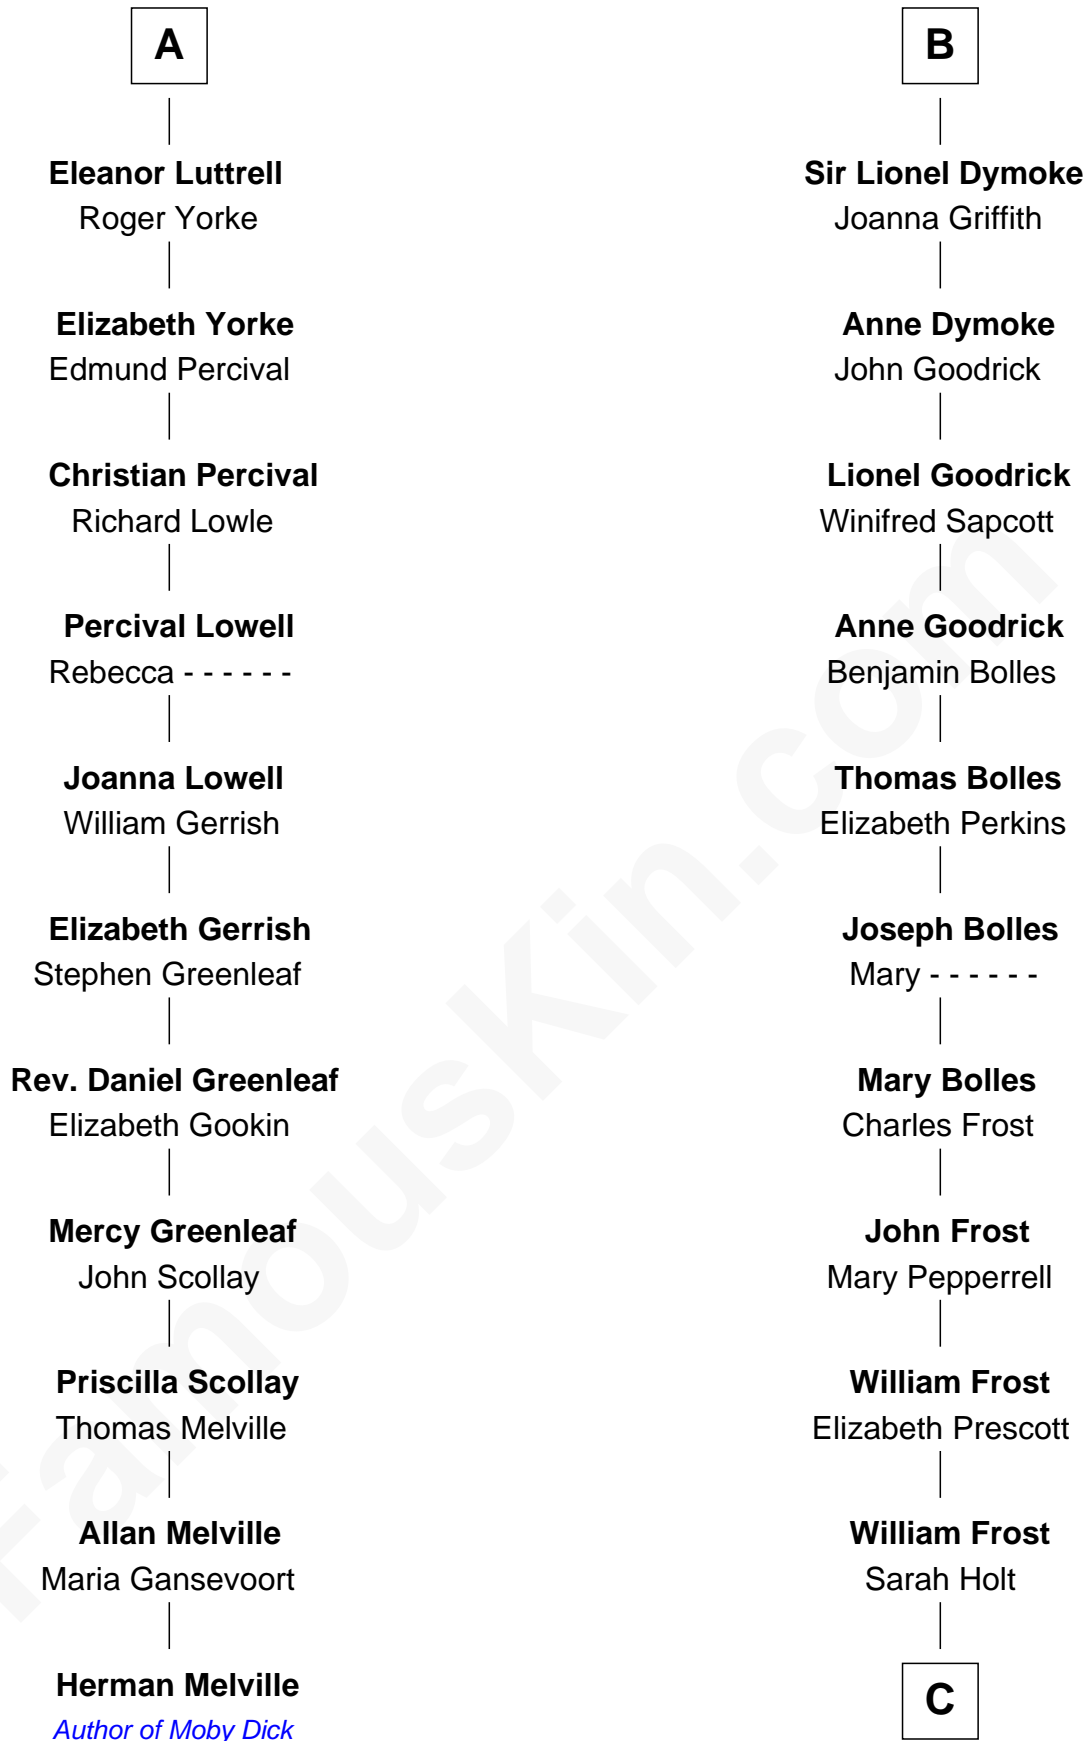 A
Eleanor Luttrell
Roger Yorke
Elizabeth Yorke
Edmund Percival
Christian Percival
Richard Lowle
Percival Lowell
Rebecca - - - - - -
Joanna Lowell
William Gerrish
Elizabeth Gerrish
Stephen Greenleaf
Rev. Daniel Greenleaf
Elizabeth Gookin
Mercy Greenleaf
John Scollay
Priscilla Scollay
Thomas Melville
Allan Melville
Maria Gansevoort
Herman Melville
Author of Moby Dick
B
Sir Lionel Dymoke
Joanna Griffith
Anne Dymoke
John Goodrick
Lionel Goodrick
Winifred Sapcott
Anne Goodrick
Benjamin Bolles
Thomas Bolles
Elizabeth Perkins
Joseph Bolles
Mary - - - - - -
Mary Bolles
Charles Frost
John Frost
Mary Pepperrell
William Frost
Elizabeth Prescott
William Frost
Sarah Holt
C
FamousKin.com